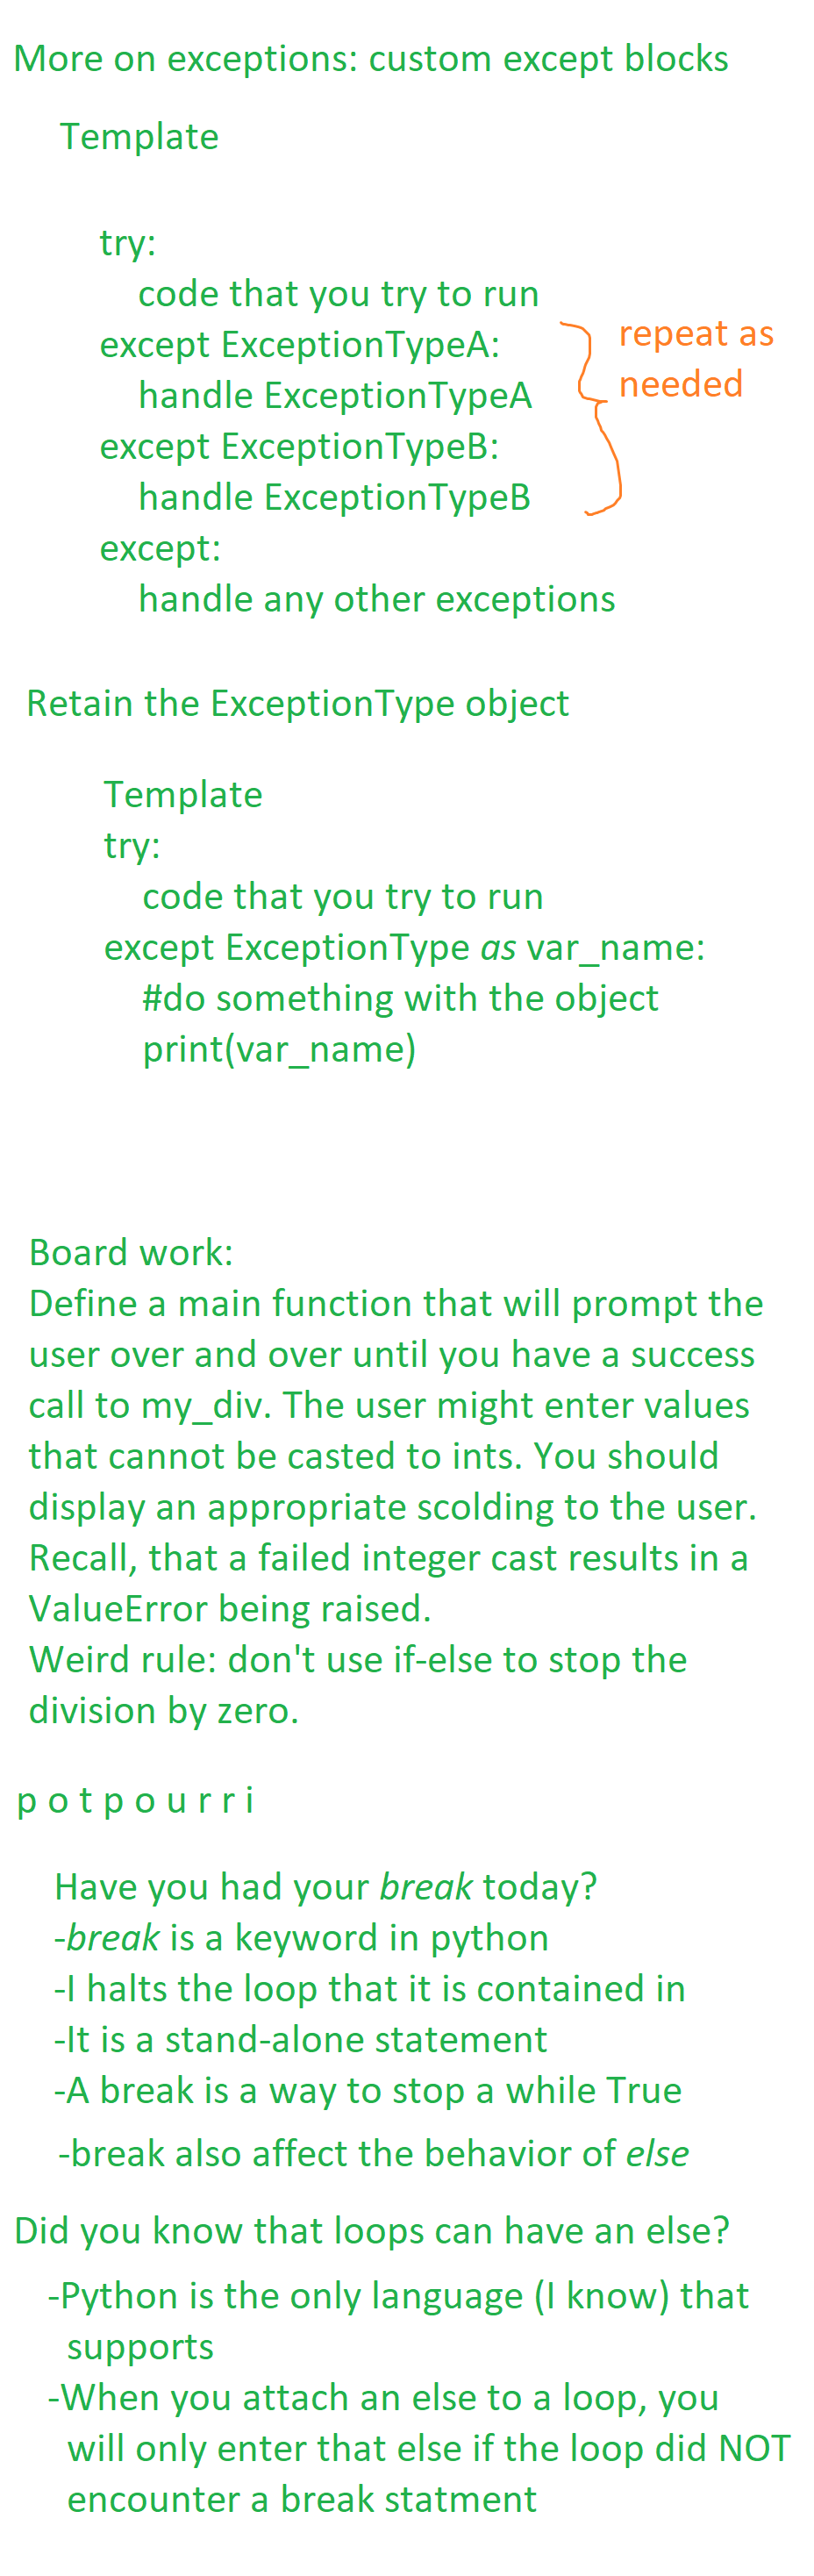 More on exceptions: custom except blocks
Template
try:
code that you try to run
except ExceptionTypeA:
repeat as
needed
handle ExceptionTypeA
except ExceptionTypeB:
handle ExceptionTypeB
except:
handle any other exceptions
Retain the ExceptionType object
Template
try:
code that you try to run
except ExceptionType as var_name:
#do something with the object
print(var_name)
Board work:
Define a main function that will prompt the
user over and over until you have a success
call to my_div. The user might enter values
that cannot be casted to ints. You should
display an appropriate scolding to the user.
Recall, that a failed integer cast results in a
ValueError being raised.
Weird rule: don't use if-else to stop the
division by zero.
p o t p o u r r i
Have you had your break today?
-break is a keyword in python
-I halts the loop that it is contained in
-It is a stand-alone statement
-A break is a way to stop a while True
-break also affect the behavior of else
Did you know that loops can have an else?
-Python is the only language (I know) that
supports
-When you attach an else to a loop, you
will only enter that else if the loop did NOT
encounter a break statment